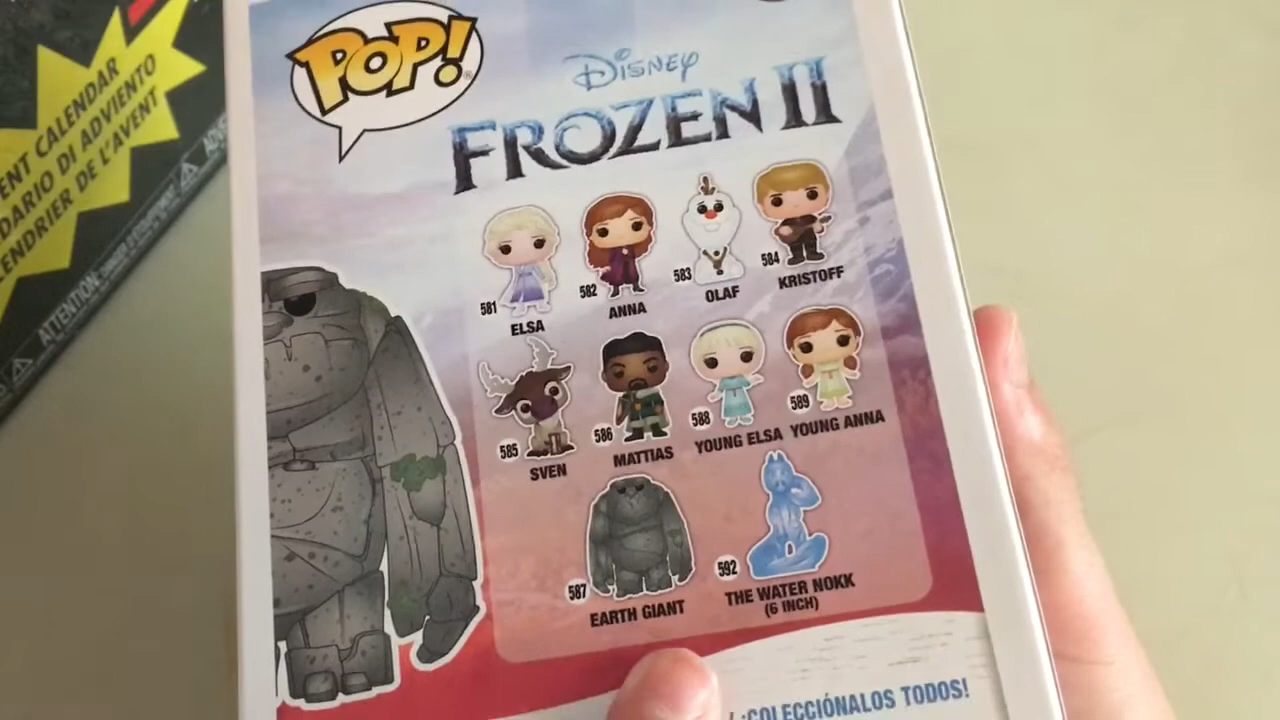 ENT CALENDAR
DARIO DI ADVIENTO
ENDRIER DE L'AVENT
ATTENTION:
POP!
®
DISNEY
FROZEN II
581
ELSA
582
ANNA
583
OLAF
584
KRISTOFF
585
SVEN
586
MATTIAS
588
YOUNG ELSA
589
YOUNG ANNA
587
EARTH GIANT
592
THE WATER NOKK
(6 INCH)
¡COLECCIÓNALOS TODOS!